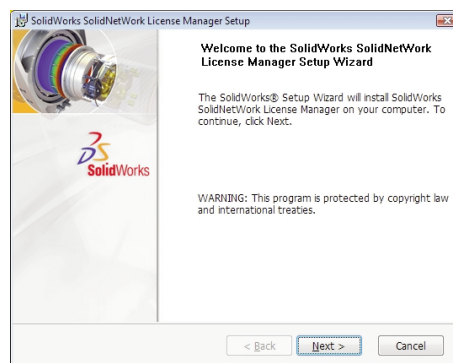 SolidWorks SolidNetWork License Manager Setup
Welcome to the SolidWorks SolidNetWork
License Manager Setup Wizard
The SolidWorks® Setup Wizard will install SolidWorks
SolidNetWork License Manager on your computer. To
continue, click Next.
SolidWorks
WARNING: This program is protected by copyright law
and international treaties.
< Back
Next >
Cancel